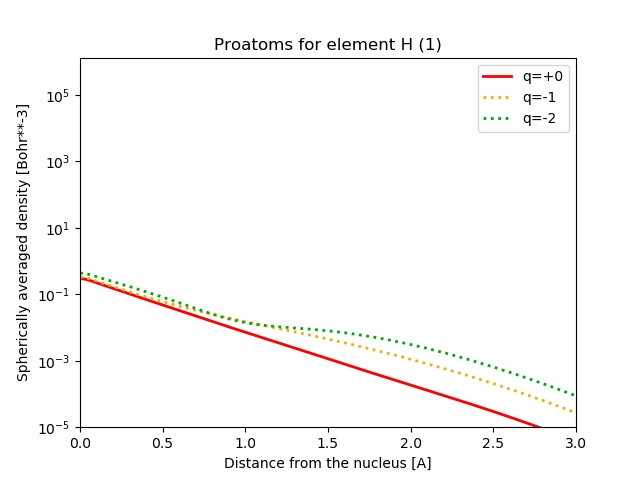 Proatoms for element H (1)
q=+0
q=-1
q=-2
Spherically averaged density [Bohr**-3]
10^5
10^3
10^1
10^-1
10^-3
10^-5
0.0 0.5 1.0 1.5 2.0 2.5 3.0
Distance from the nucleus [A]